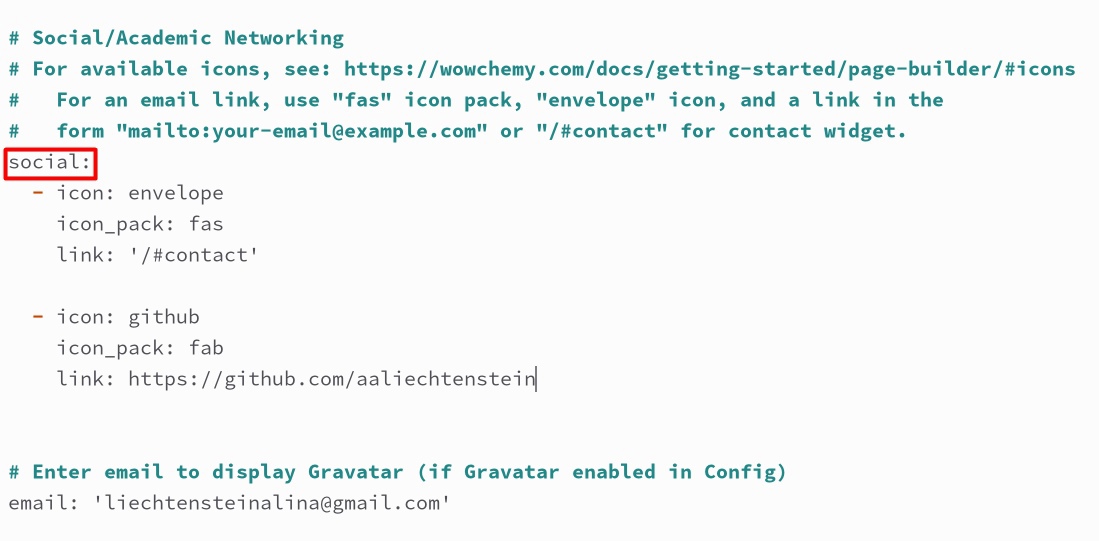 # Social/Academic Networking
# For available icons, see: https://wowchemy.com/docs/getting-started/page-builder/#icons
#   For an email link, use "fas" icon pack, "envelope" icon, and a link in the
#   form "mailto:your-email@example.com" or "/#contact" for contact widget.
social:
  - icon: envelope
    icon_pack: fas
    link: '/#contact'
  - icon: github
    icon_pack: fab
    link: https://github.com/aaliechtenstein
# Enter email to display Gravatar (if Gravatar enabled in Config)
email: 'liechtensteinalina@gmail.com'